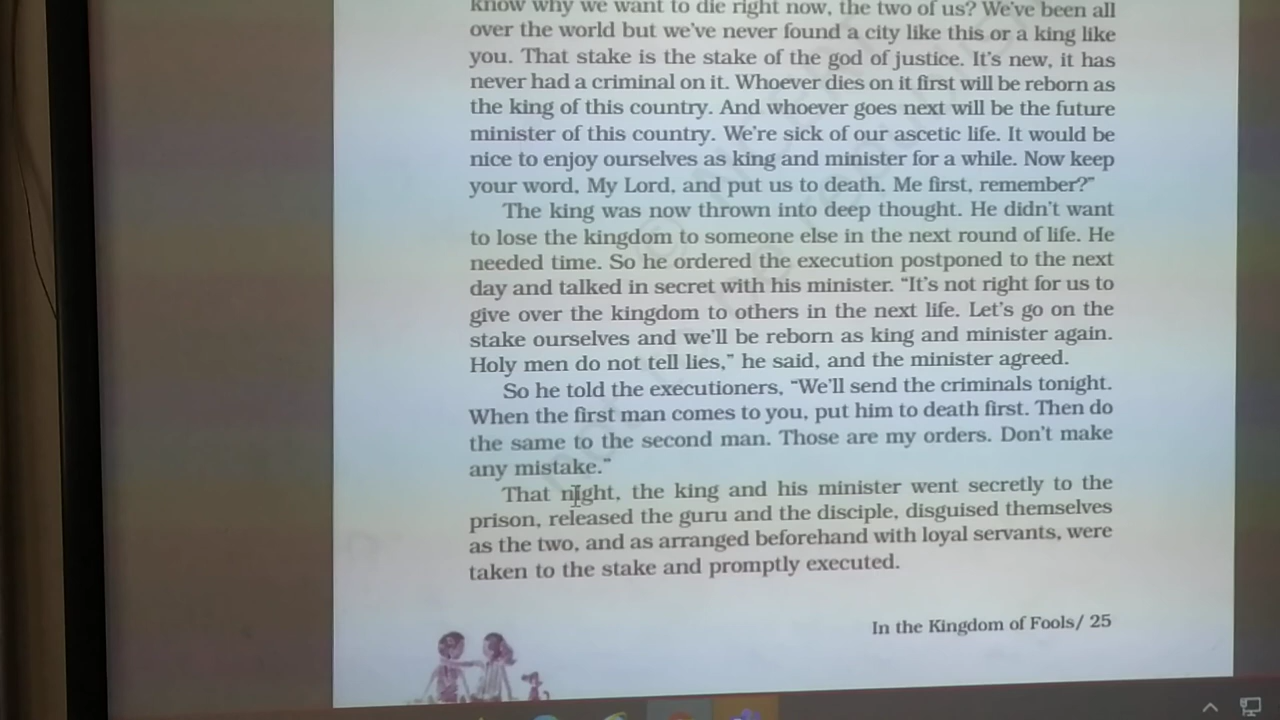 know why we want to die right now, the two of us? We've been all
over the world but we've never found a city like this or a king like
you. That stake is the stake of the god of justice. It's new, it has
never had a criminal on it. Whoever dies on it first will be reborn as
the king of this country. And whoever goes next will be the future
minister of this country. We're sick of our ascetic life. It would be
nice to enjoy ourselves as king and minister for a while. Now keep
your word, My Lord, and put us to death. Me first, remember?”
The king was now thrown into deep thought. He didn't want
to lose the kingdom to someone else in the next round of life. He
needed time. So he ordered the execution postponed to the next
day and talked in secret with his minister. “It's not right for us to
give over the kingdom to others in the next life. Let's go on the
stake ourselves and we'll be reborn as king and minister again.
Holy men do not tell lies,” he said, and the minister agreed.
So he told the executioners, “We'll send the criminals tonight.
When the first man comes to you, put him to death first. Then do
the same to the second man. Those are my orders. Don't make
any mistake.”
That night, the king and his minister went secretly to the
prison, released the guru and the disciple, disguised themselves
as the two, and as arranged beforehand with loyal servants, were
taken to the stake and promptly executed.
In the Kingdom of Fools/ 25